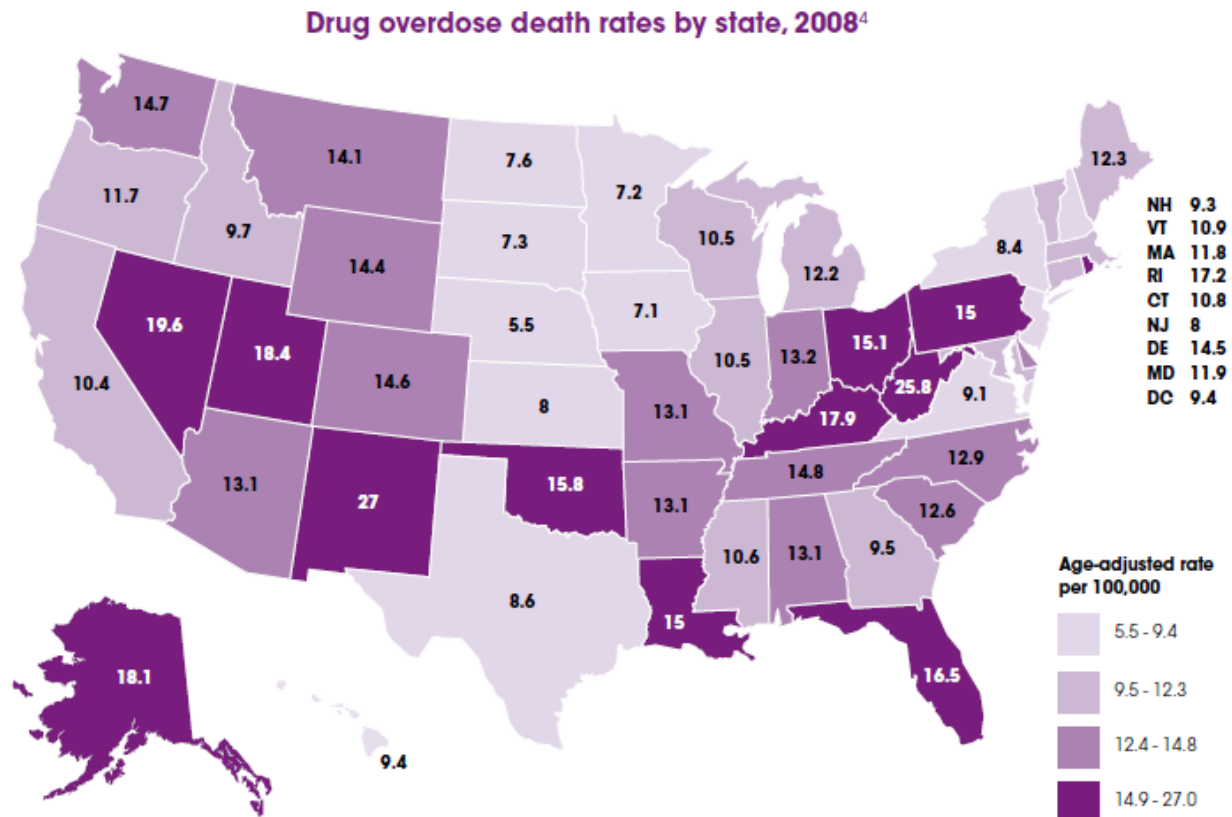 Drug overdose death rates by state, 2008⁴
14.7
14.1
7.6
7.2
12.3
11.7
9.7
14.4
7.3
10.5
12.2
8.4
NH 9.3
VT 10.9
MA 11.8
RI 17.2
CT 10.8
NJ 8
DE 14.5
MD 11.9
DC 9.4
19.6
18.4
14.6
5.5
7.1
10.5
13.2
15.1
15
25.8
9.1
10.4
8
13.1
17.9
13.1
27
15.8
13.1
14.8
12.9
12.6
8.6
15
10.6
13.1
9.5
16.5
18.1
9.4
Age-adjusted rate
per 100,000
5.5 - 9.4
9.5 - 12.3
12.4 - 14.8
14.9 - 27.0